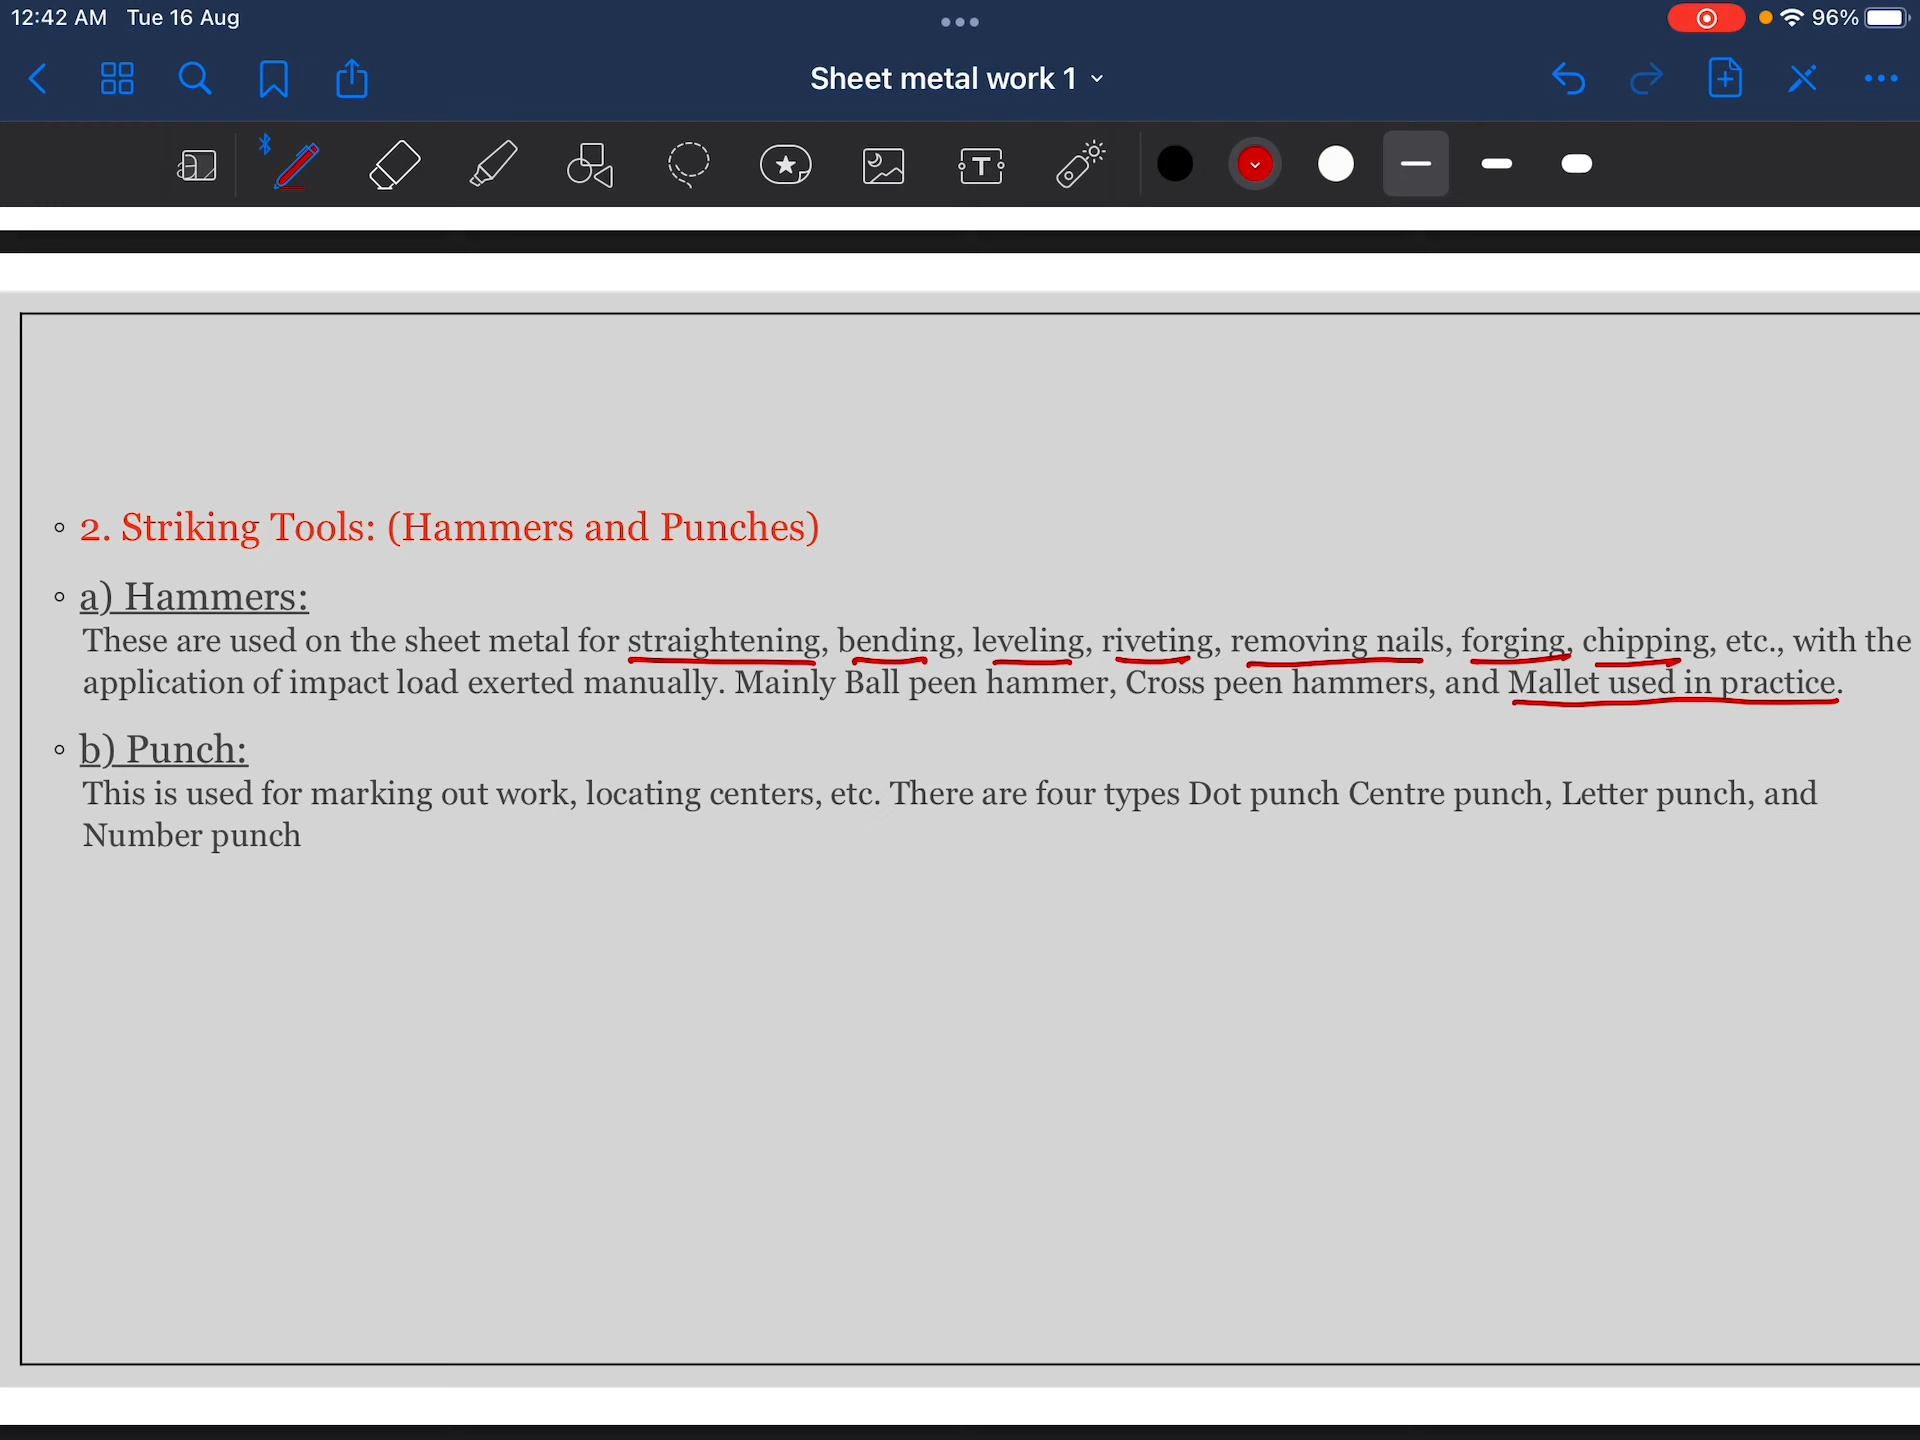 12:42 AM Tue 16 Aug
96%
Sheet metal work 1
2. Striking Tools: (Hammers and Punches)
a) Hammers:
These are used on the sheet metal for straightening, bending, leveling, riveting, removing nails, forging, chipping, etc., with the
application of impact load exerted manually. Mainly Ball peen hammer, Cross peen hammers, and Mallet used in practice.
b) Punch:
This is used for marking out work, locating centers, etc. There are four types Dot punch Centre punch, Letter punch, and
Number punch